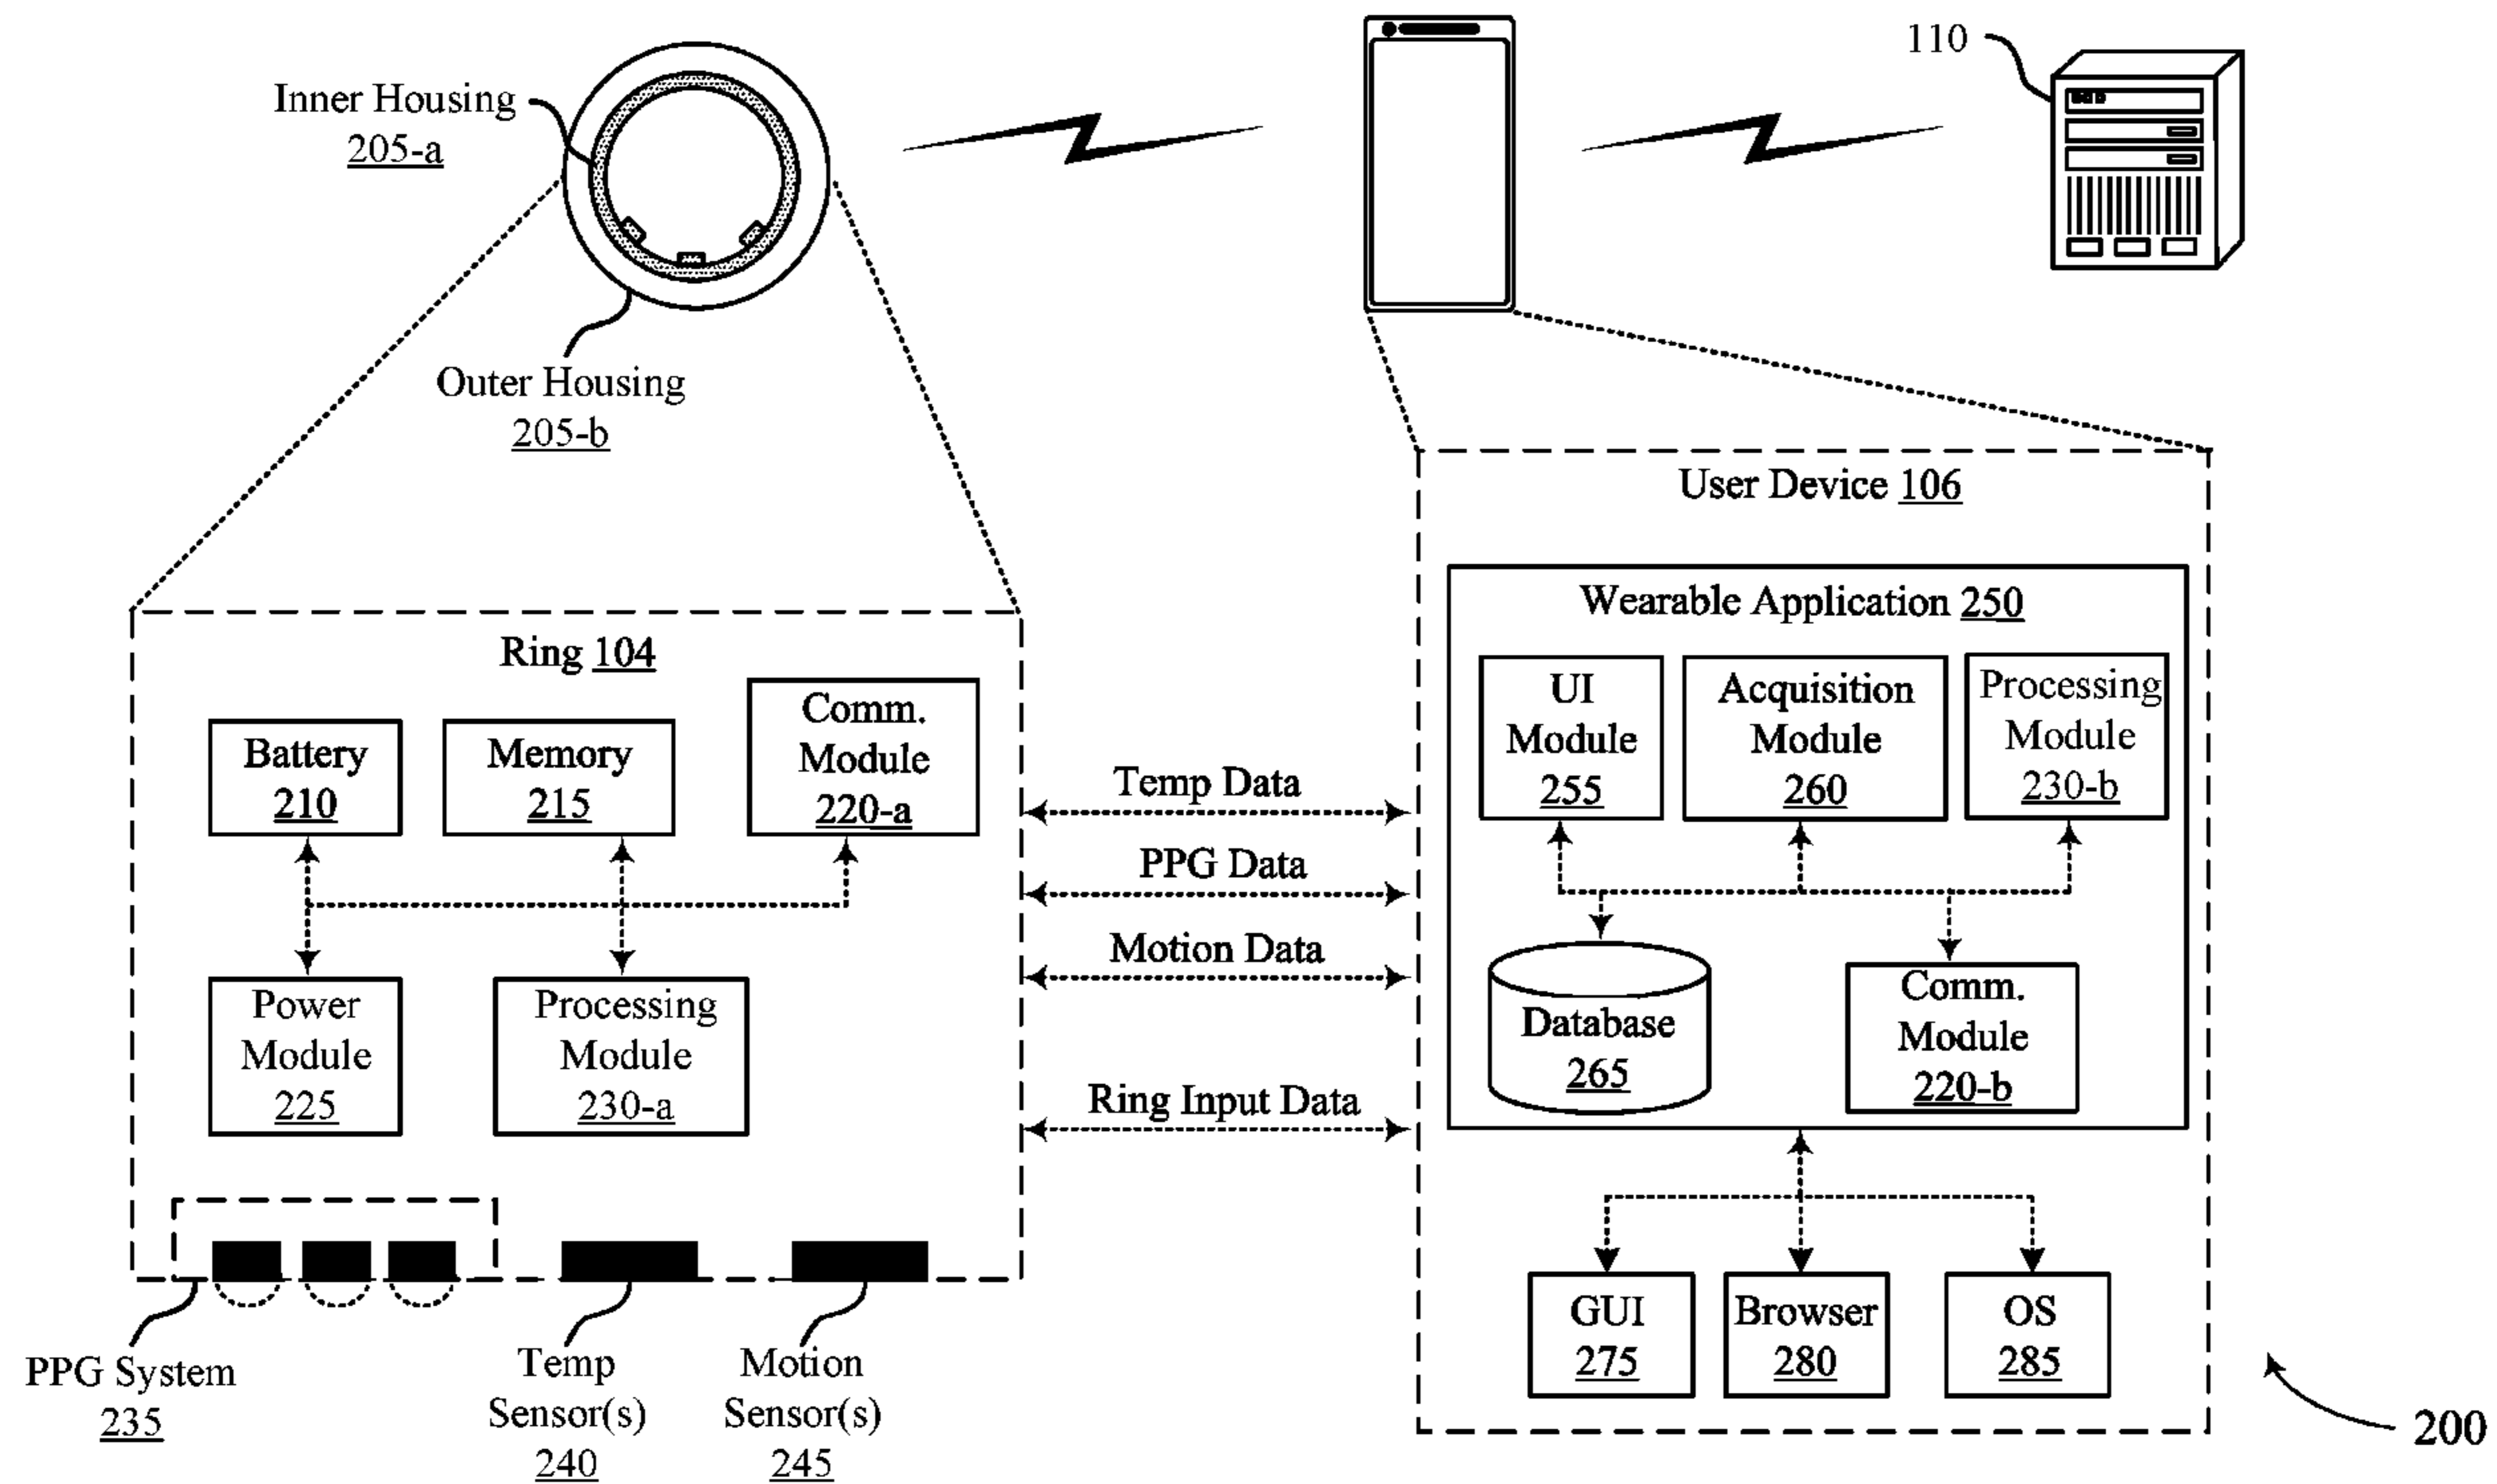 110
Inner Housing
205-a
Outer Housing
205-b
User Device 106
Wearable Application 250
UI
Module
255
Acquisition
Module
260
Processing
Module
230-b
Database
265
Comm.
Module
220-b
GUI
275
Browser
280
OS
285
Ring 104
Battery
210
Memory
215
Comm.
Module
220-a
Power
Module
225
Processing
Module
230-a
Temp Data
PPG Data
Motion Data
Ring Input Data
PPG System
235
Temp
Sensor(s)
240
Motion
Sensor(s)
245
200